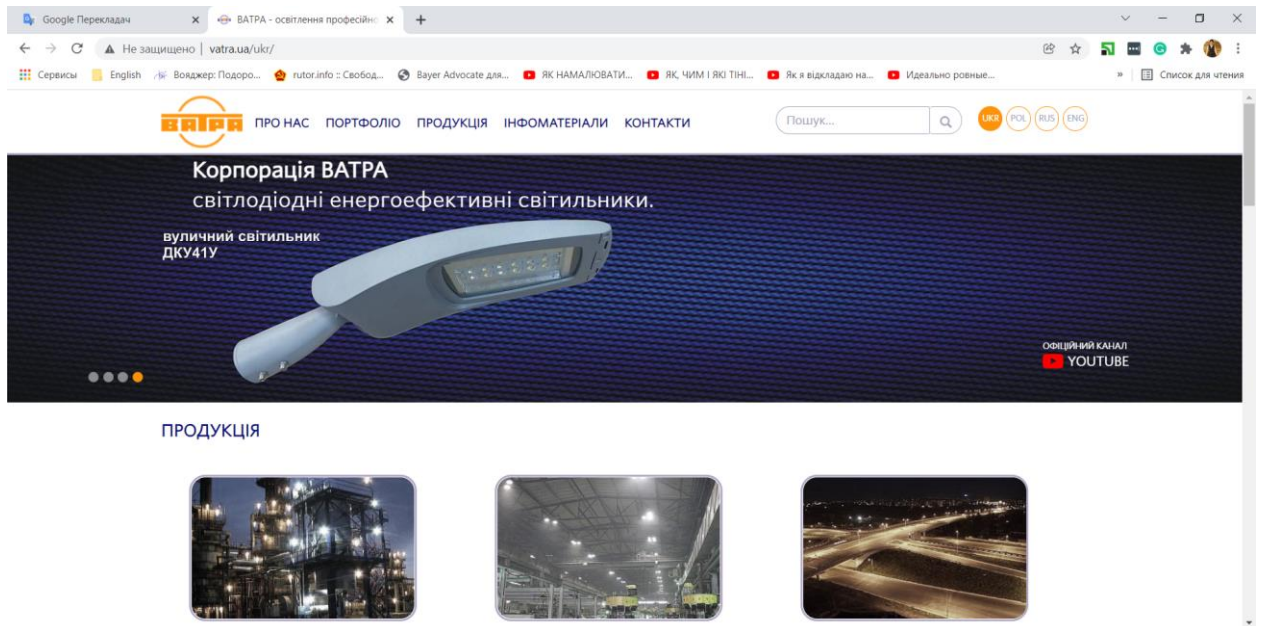 Google Перекладач
ВАТРА - освітлення професійно
Не защищено | vatra.ua/ukr/
Сервисы English Вояджер: Подоро... rutor.info :: Свобод... Bayer Advocate для... ЯК НАМАЛЮВАТИ... ЯК, ЧИМ І ЯКІ ТІНІ... Як я відкладаю на... Идеально ровные... » Список для чтения
ВАТРА ПРО НАС ПОРТФОЛІО ПРОДУКЦІЯ ІНФОМАТЕРІАЛИ КОНТАКТИ Пошук... UKR POL RUS ENG
Корпорація ВАТРА
світлодіодні енергоефективні світильники.
вуличний світильник
ДКУ41У
ОФІЦІЙНИЙ КАНАЛ
YOUTUBE
ПРОДУКЦІЯ